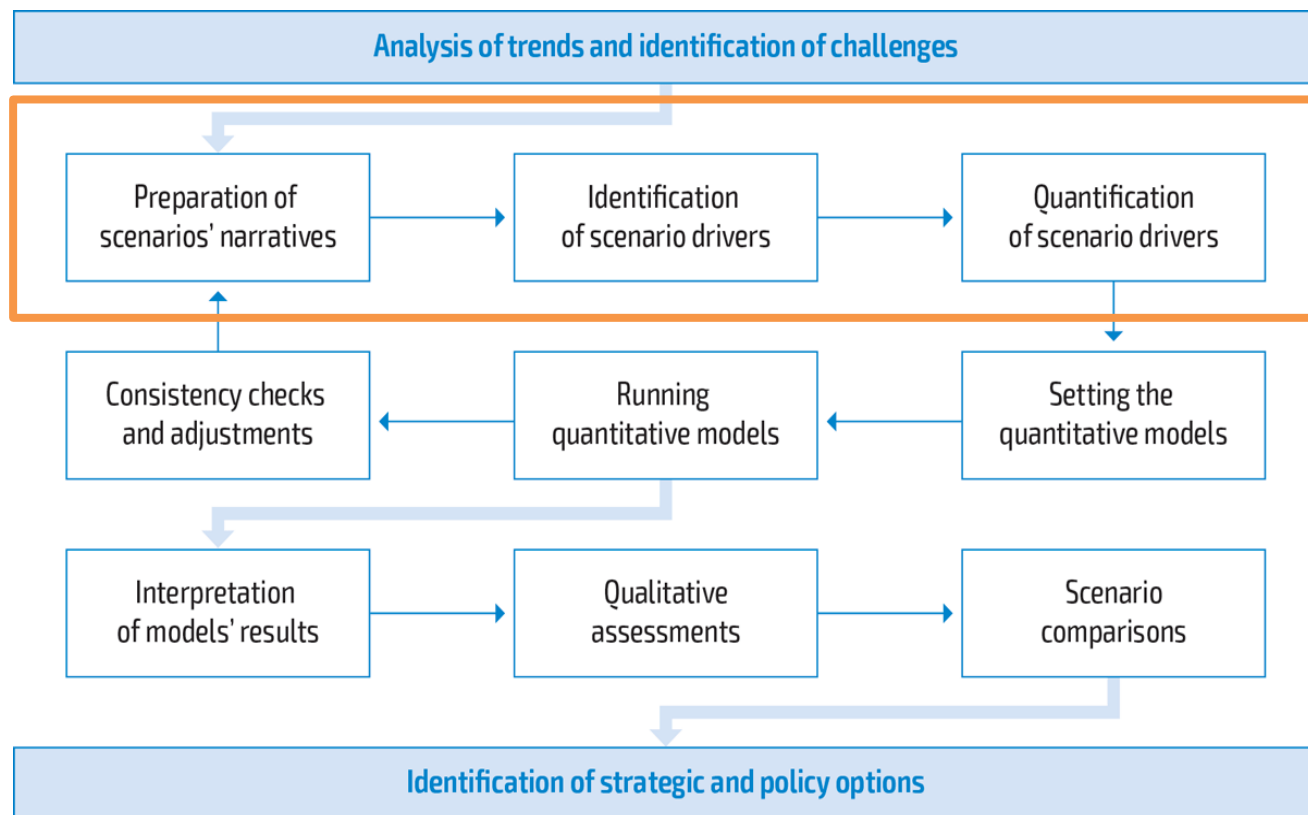 Analysis of trends and identification of challenges
Preparation of
scenarios’ narratives
Identification
of scenario drivers
Quantification
of scenario drivers
Consistency checks
and adjustments
Running
quantitative models
Setting the
quantitative models
Interpretation
of models’ results
Qualitative
assessments
Scenario
comparisons
Identification of strategic and policy options